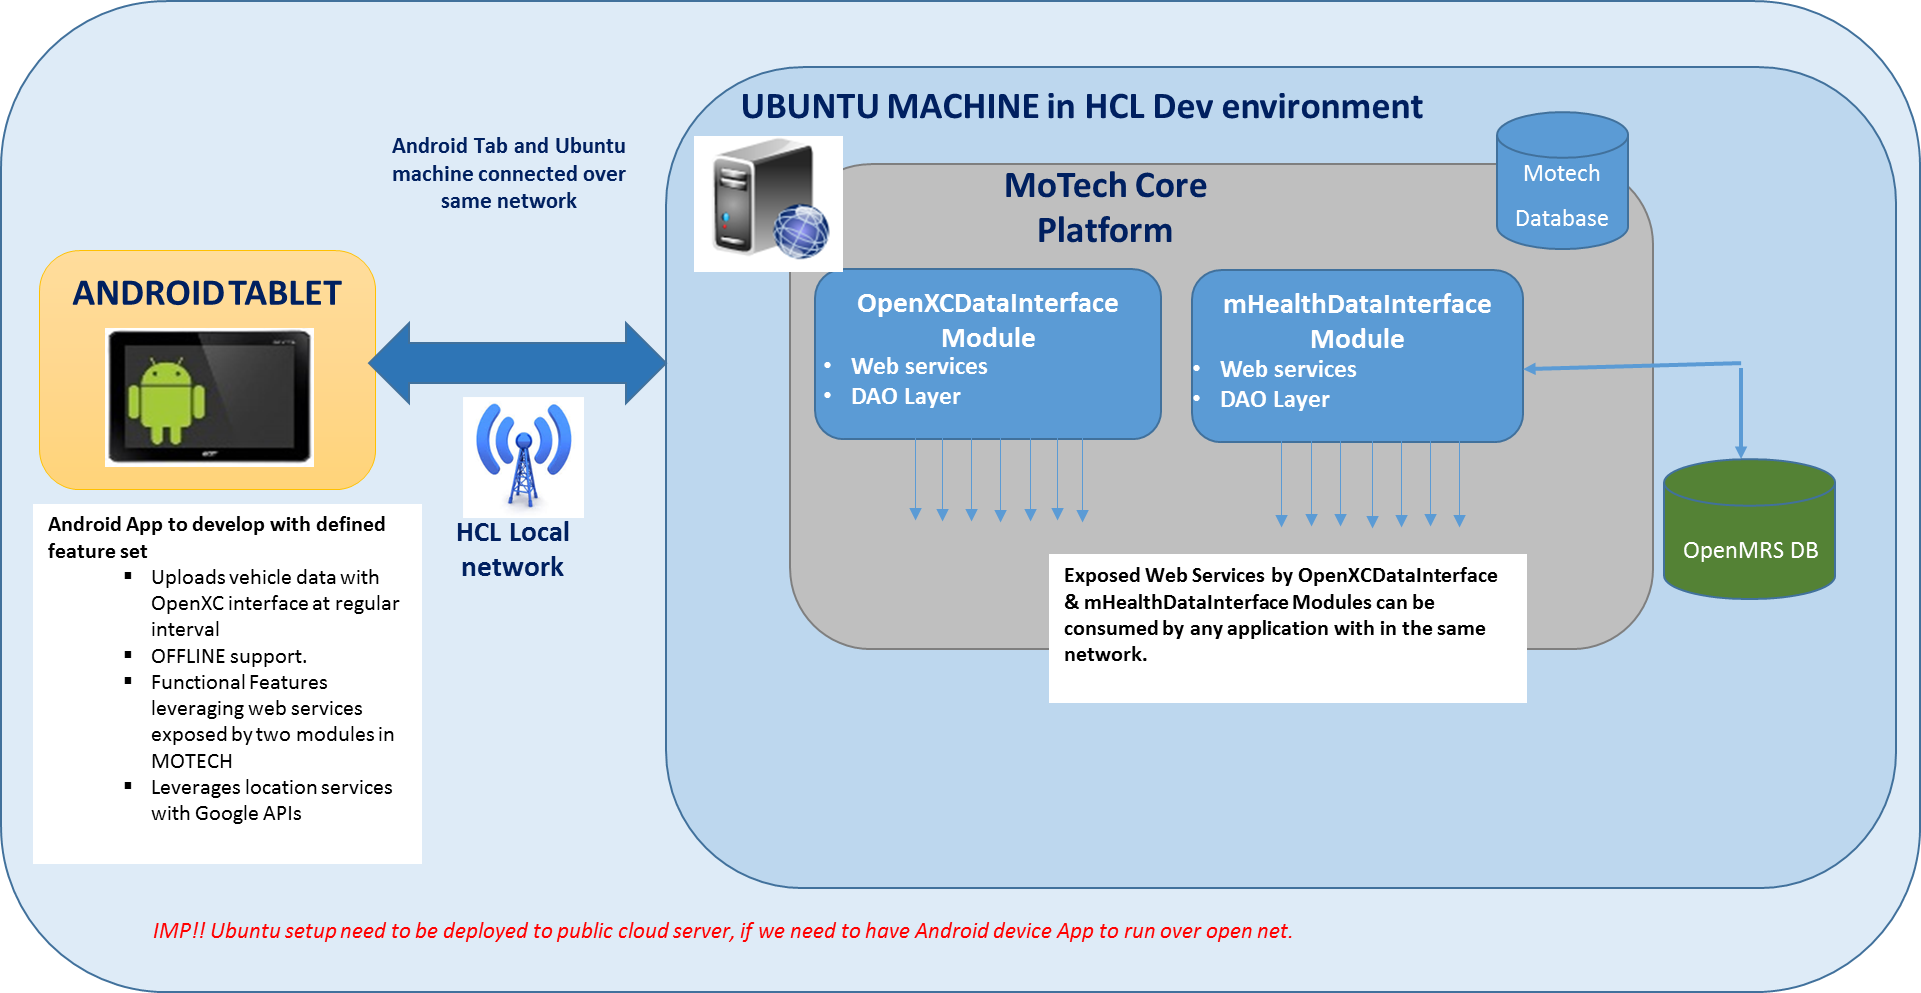 UBUNTU MACHINE in HCL Dev environment
Android Tab and Ubuntu
machine connected over
same network
MoTech Core
Platform
Motech
Database
ANDROID TABLET
OpenXCDataInterface
Module
• Web services
• DAO Layer
mHealthDataInterface
Module
• Web services
• DAO Layer
HCL Local
network
OpenMRS DB
Android App to develop with defined
feature set
▪ Uploads vehicle data with
OpenXC interface at regular
interval
▪ OFFLINE support.
▪ Functional Features
leveraging web services
exposed by two modules in
MOTECH
▪ Leverages location services
with Google APIs
Exposed Web Services by OpenXCDataInterface
& mHealthDataInterface Modules can be
consumed by any application with in the same
network.
IMP!! Ubuntu setup need to be deployed to public cloud server, if we need to have Android device App to run over open net.